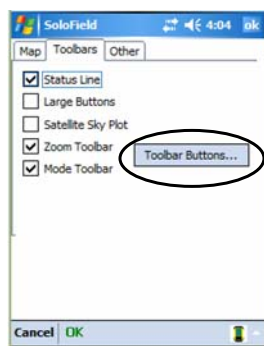 SoloField 4:04 ok
Map Toolbars Other
Status Line
Large Buttons
Satellite Sky Plot
Zoom Toolbar
Toolbar Buttons...
Mode Toolbar
Cancel OK